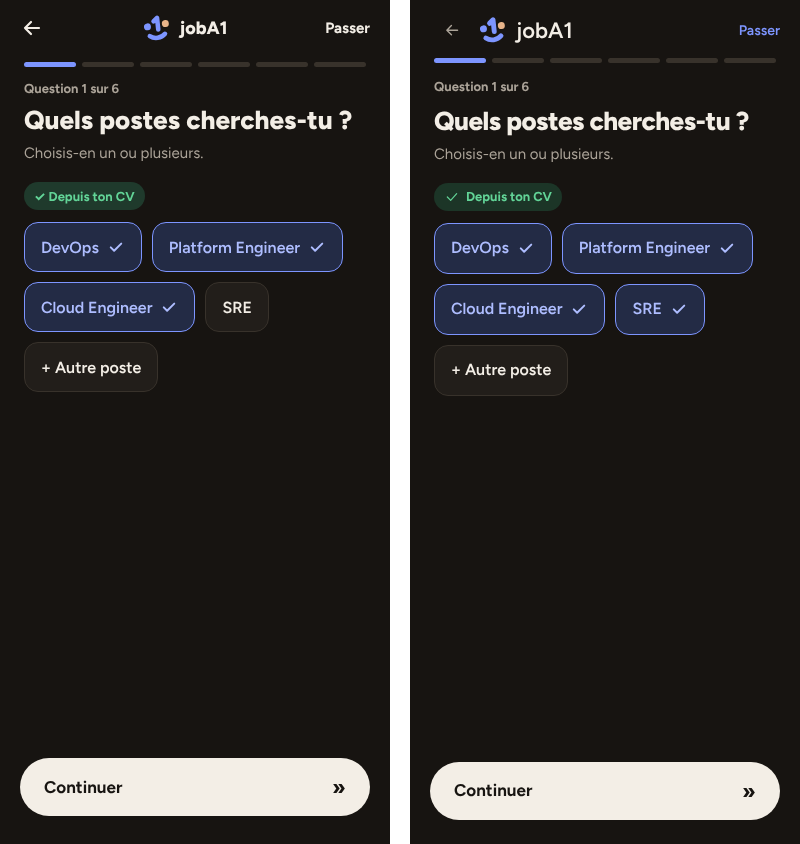 ← jobA1 Passer
Question 1 sur 6
Quels postes cherches-tu ?
Choisis-en un ou plusieurs.
✓ Depuis ton CV
DevOps ✓ Platform Engineer ✓
Cloud Engineer ✓ SRE
+ Autre poste
Continuer »
← jobA1 Passer
Question 1 sur 6
Quels postes cherches-tu ?
Choisis-en un ou plusieurs.
✓ Depuis ton CV
DevOps ✓ Platform Engineer ✓
Cloud Engineer ✓ SRE ✓
+ Autre poste
Continuer »